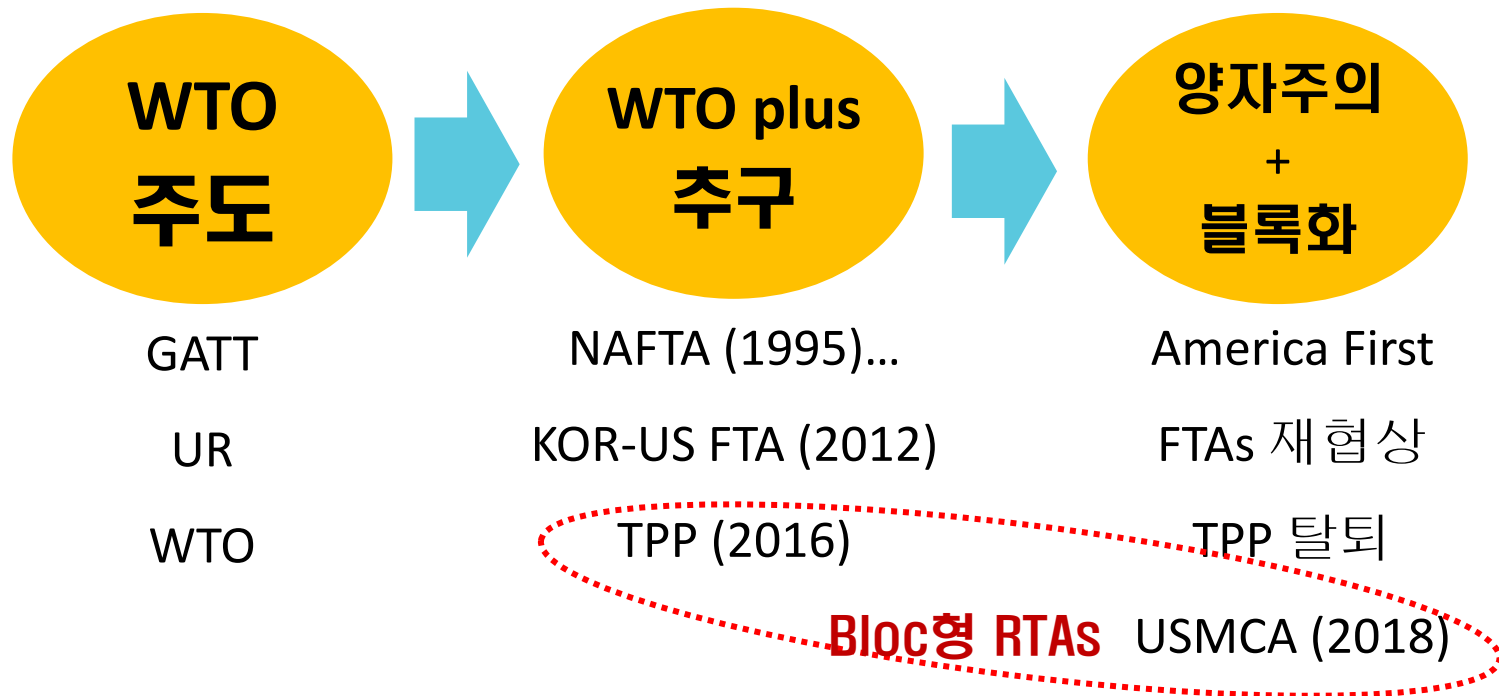 WTO
주도
WTO plus
추구
양자주의
+
블록화
GATT
UR
WTO
NAFTA (1995)…
KOR-US FTA (2012)
TPP (2016)
America First
FTAs 재협상
TPP 탈퇴
Bloc형 RTAs
USMCA (2018)